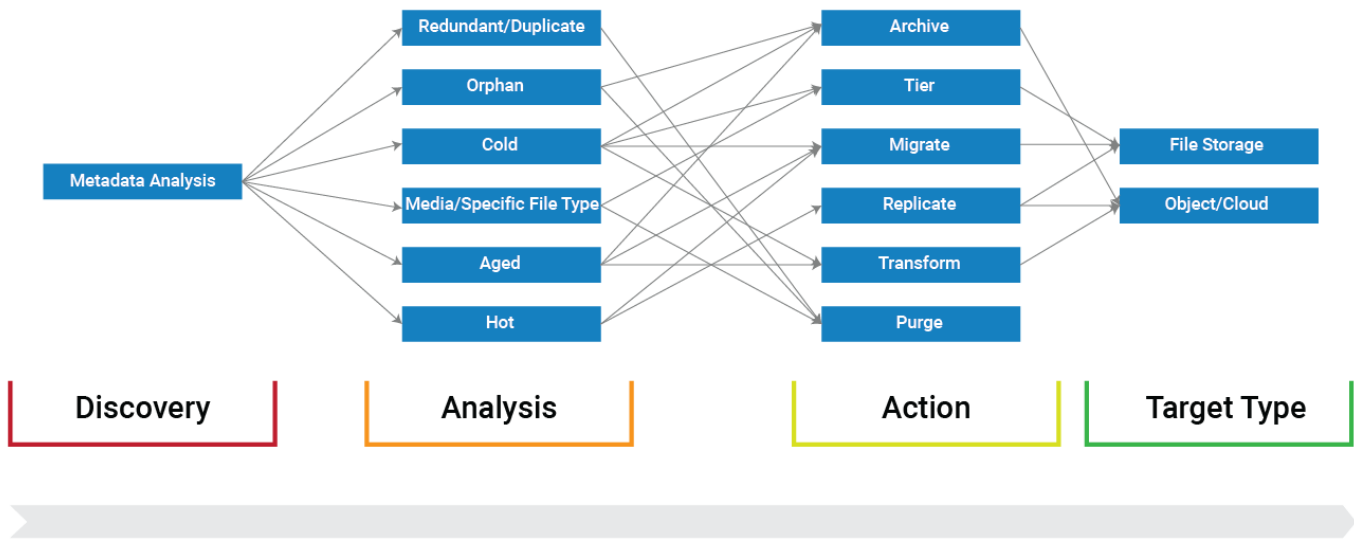 Redundant/Duplicate
Archive
Orphan
Tier
Cold
Migrate
File Storage
Metadata Analysis
Media/Specific File Type
Replicate
Object/Cloud
Aged
Transform
Hot
Purge
Discovery
Analysis
Action
Target Type